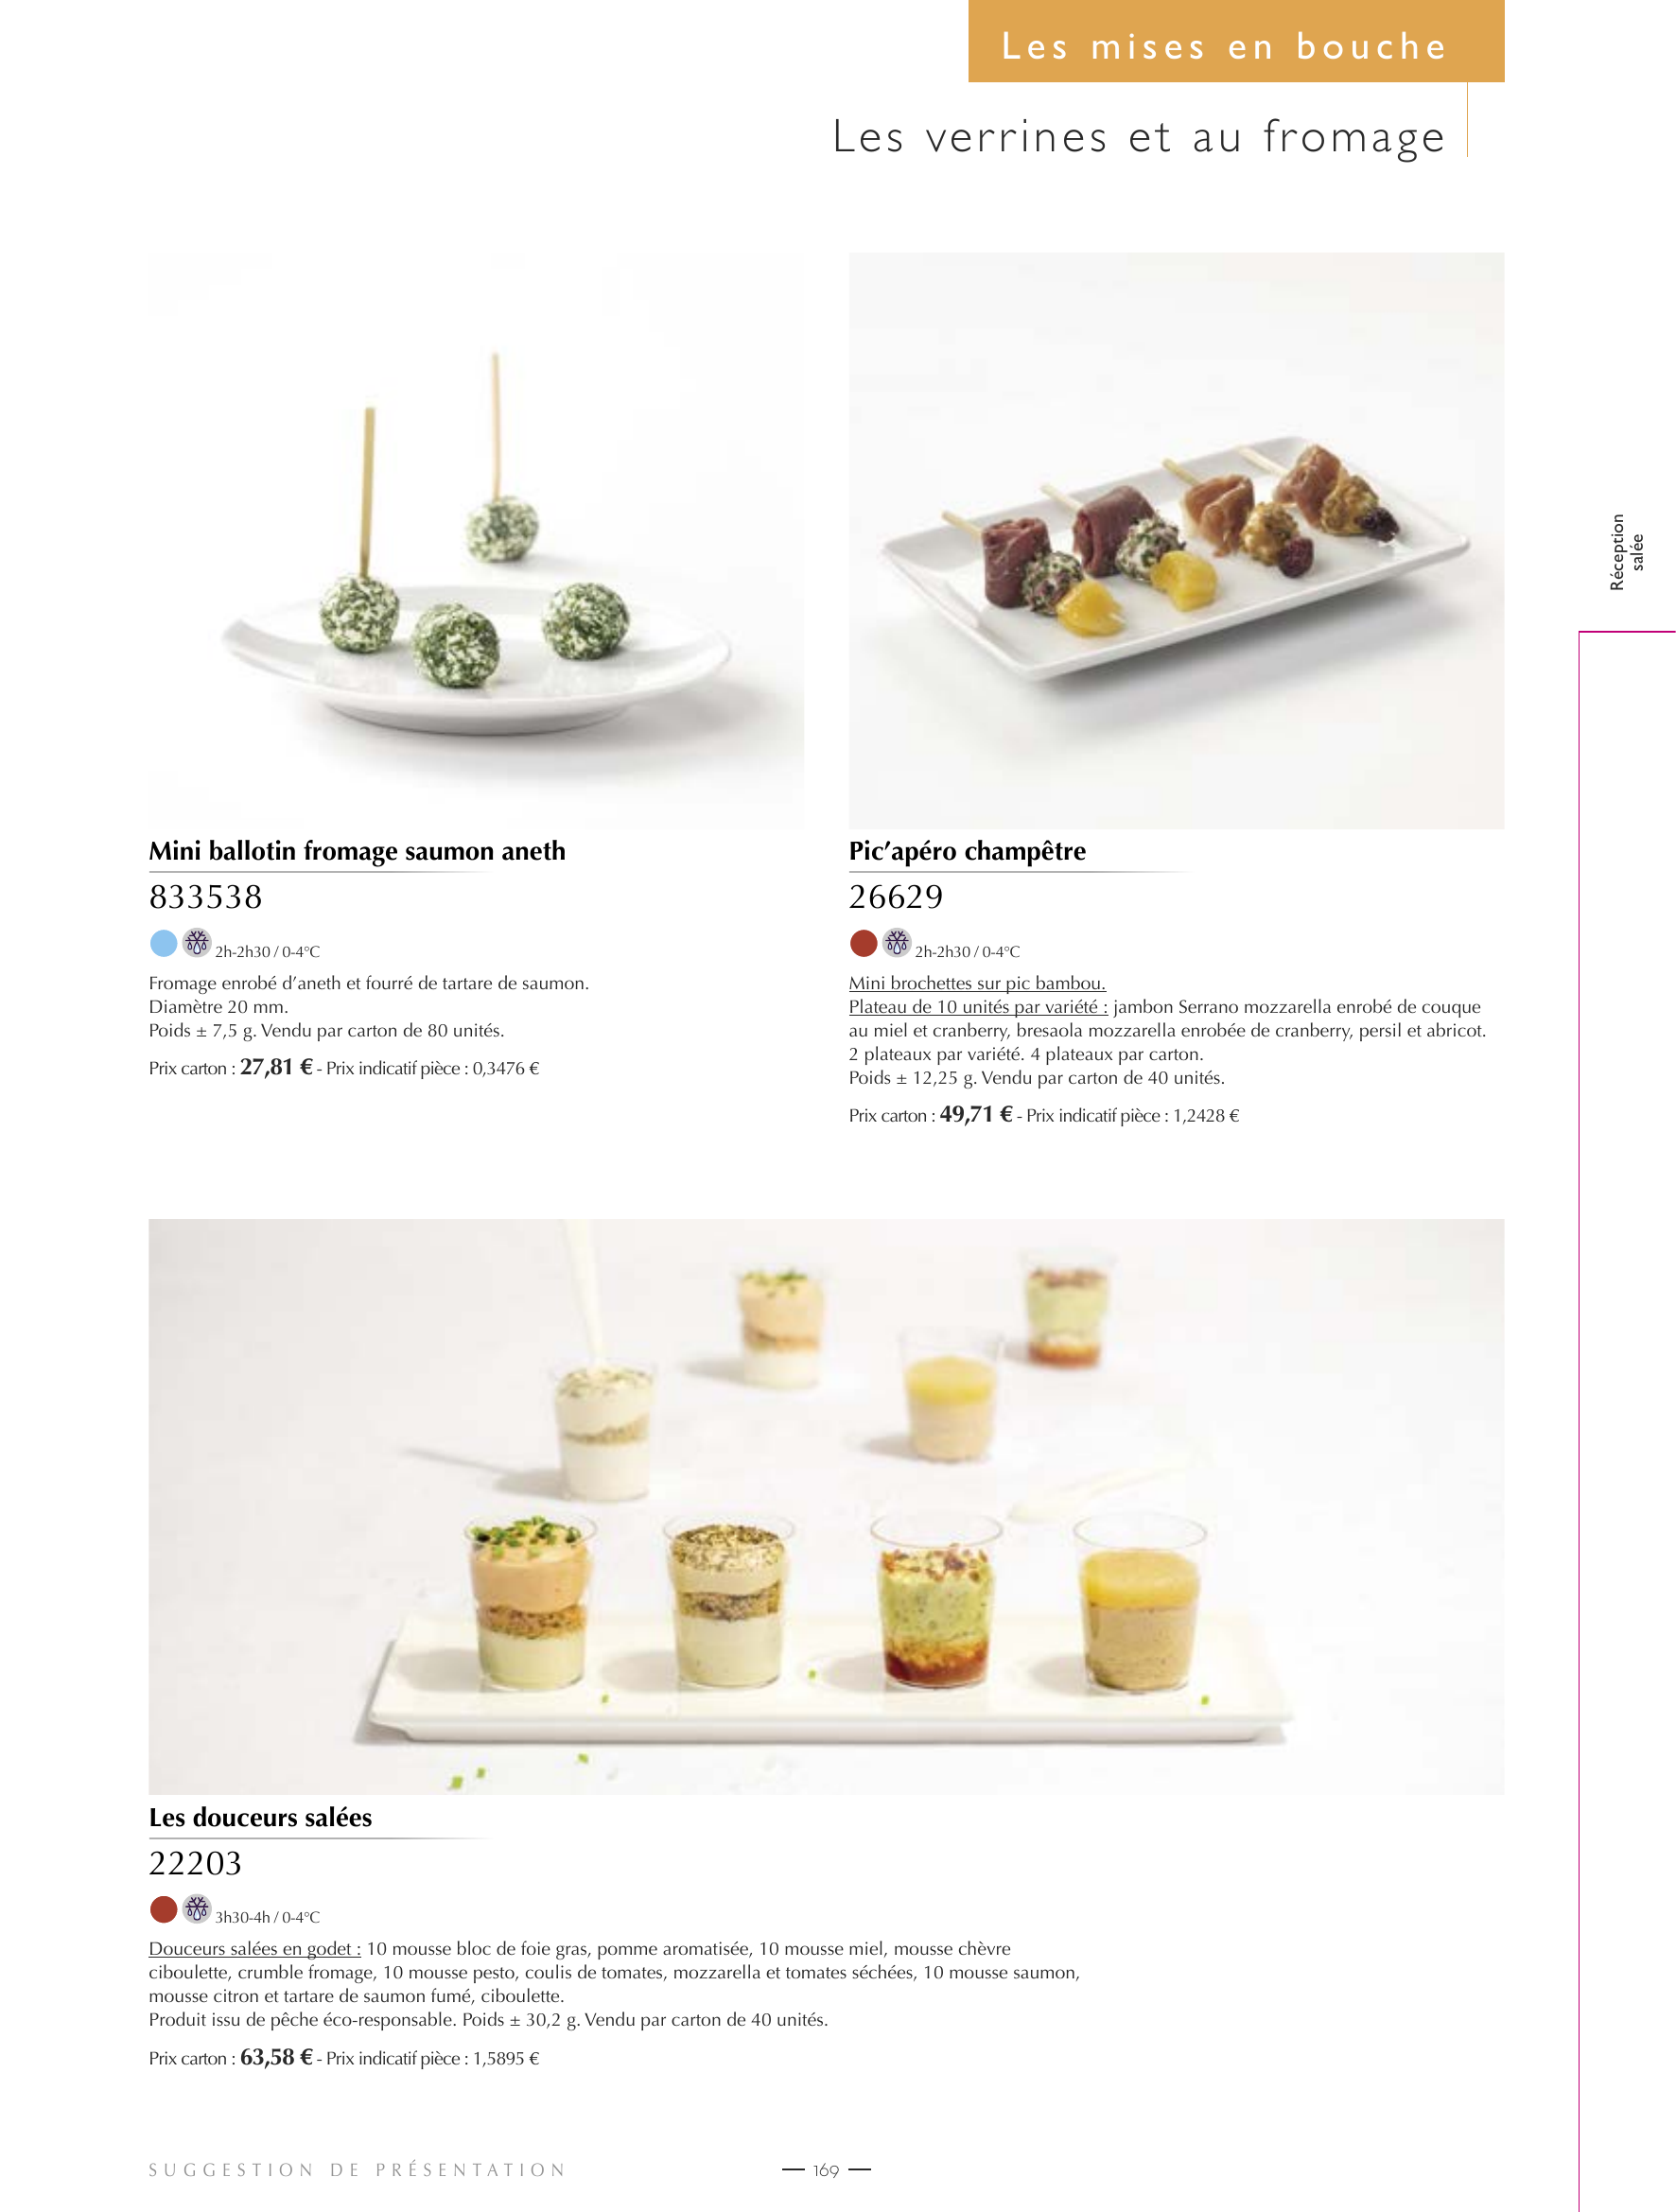 Les mises en bouche
Les verrines et au fromage
Réception
salée
Mini ballotin fromage saumon aneth
833538
2h-2h30 / 0-4°C
Fromage enrobé d’aneth et fourré de tartare de saumon.
Diamètre 20 mm.
Poids ± 7,5 g. Vendu par carton de 80 unités.
Prix carton : 27,81 € - Prix indicatif pièce : 0,3476 €
Pic’apéro champêtre
26629
2h-2h30 / 0-4°C
Mini brochettes sur pic bambou.
Plateau de 10 unités par variété : jambon Serrano mozzarella enrobé de couque
au miel et cranberry, bresaola mozzarella enrobée de cranberry, persil et abricot.
2 plateaux par variété. 4 plateaux par carton.
Poids ± 12,25 g. Vendu par carton de 40 unités.
Prix carton : 49,71 € - Prix indicatif pièce : 1,2428 €
Les douceurs salées
22203
3h30-4h / 0-4°C
Douceurs salées en godet : 10 mousse bloc de foie gras, pomme aromatisée, 10 mousse miel, mousse chèvre
ciboulette, crumble fromage, 10 mousse pesto, coulis de tomates, mozzarella et tomates séchées, 10 mousse saumon,
mousse citron et tartare de saumon fumé, ciboulette.
Produit issu de pêche éco-responsable. Poids ± 30,2 g. Vendu par carton de 40 unités.
Prix carton : 63,58 € - Prix indicatif pièce : 1,5895 €
SUGGESTION DE PRÉSENTATION
169